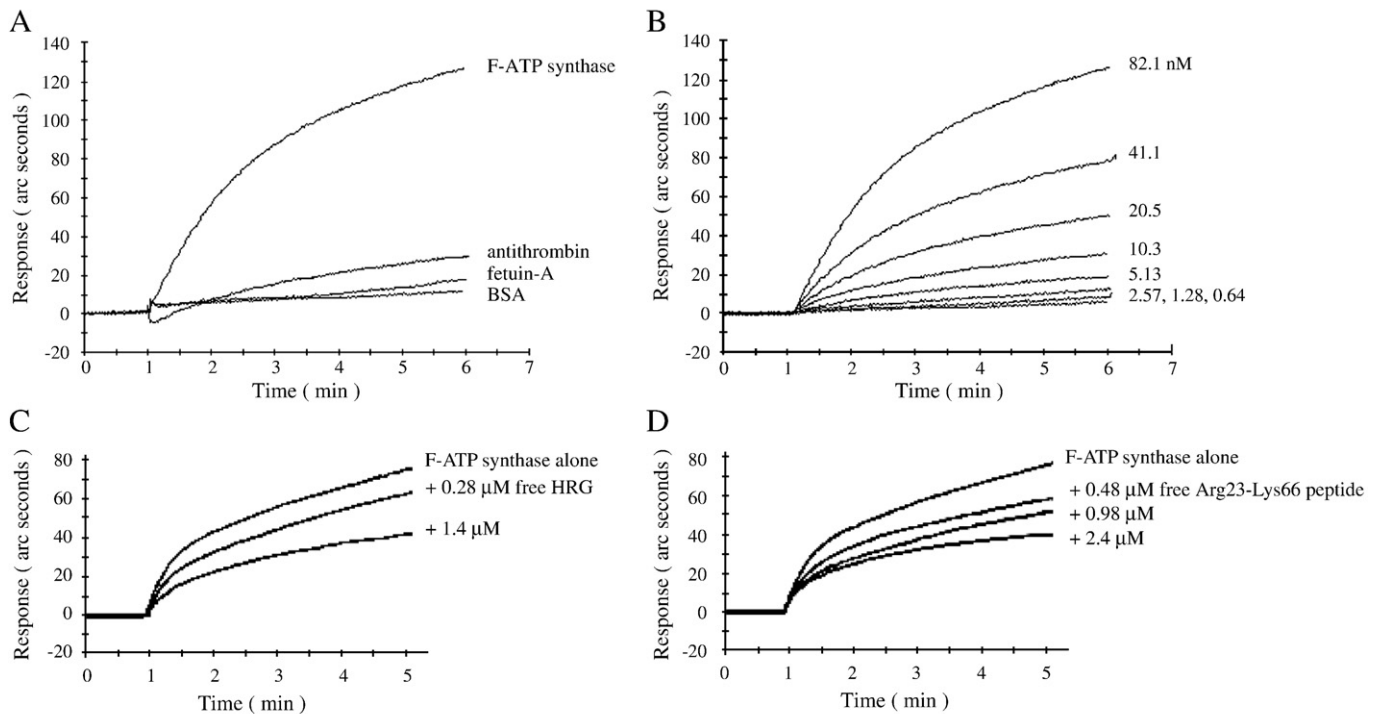 A
Response ( arc seconds )
140
120
100
80
60
40
20
0
-20
F-ATP synthase
antithrombin
fetuin-A
BSA
0 1 2 3 4 5 6 7
Time ( min )
B
Response ( arc seconds )
140
120
100
80
60
40
20
0
-20
82.1 nM
41.1
20.5
10.3
5.13
2.57, 1.28, 0.64
0 1 2 3 4 5 6 7
Time ( min )
C
Response ( arc seconds )
80
60
40
20
0
-20
F-ATP synthase alone
+ 0.28 μM free HRG
+ 1.4 μM
0 1 2 3 4 5
Time ( min )
D
Response ( arc seconds )
80
60
40
20
0
-20
F-ATP synthase alone
+ 0.48 μM free Arg23-Lys66 peptide
+ 0.98 μM
+ 2.4 μM
0 1 2 3 4 5
Time ( min )